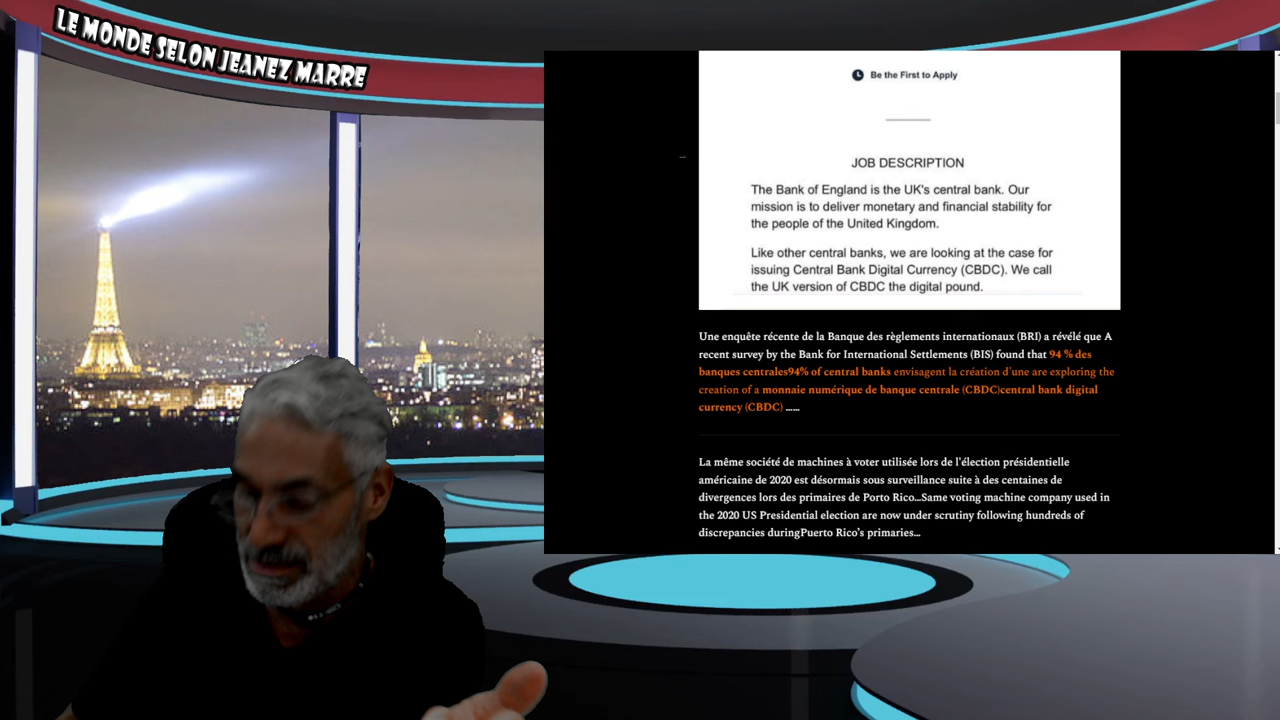 LE MONDE SELON JEANEZ MARRE
Be the First to Apply
JOB DESCRIPTION
The Bank of England is the UK's central bank. Our
mission is to deliver monetary and financial stability for
the people of the United Kingdom.
Like other central banks, we are looking at the case for
issuing Central Bank Digital Currency (CBDC). We call
the UK version of CBDC the digital pound.
Une enquête récente de la Banque des règlements internationaux (BRI) a révélé que A
recent survey by the Bank for International Settlements (BIS) found that 94 % des
banques centrales94% of central banks envisagent la création d'une are exploring the
creation of a monnaie numérique de banque centrale (CBDC)central bank digital
currency (CBDC) ......
La même société de machines à voter utilisée lors de l'élection présidentielle
américaine de 2020 est désormais sous surveillance suite à des centaines de
divergences lors des primaires de Porto Rico...Same voting machine company used in
the 2020 US Presidential election are now under scrutiny following hundreds of
discrepancies duringPuerto Rico's primaries...